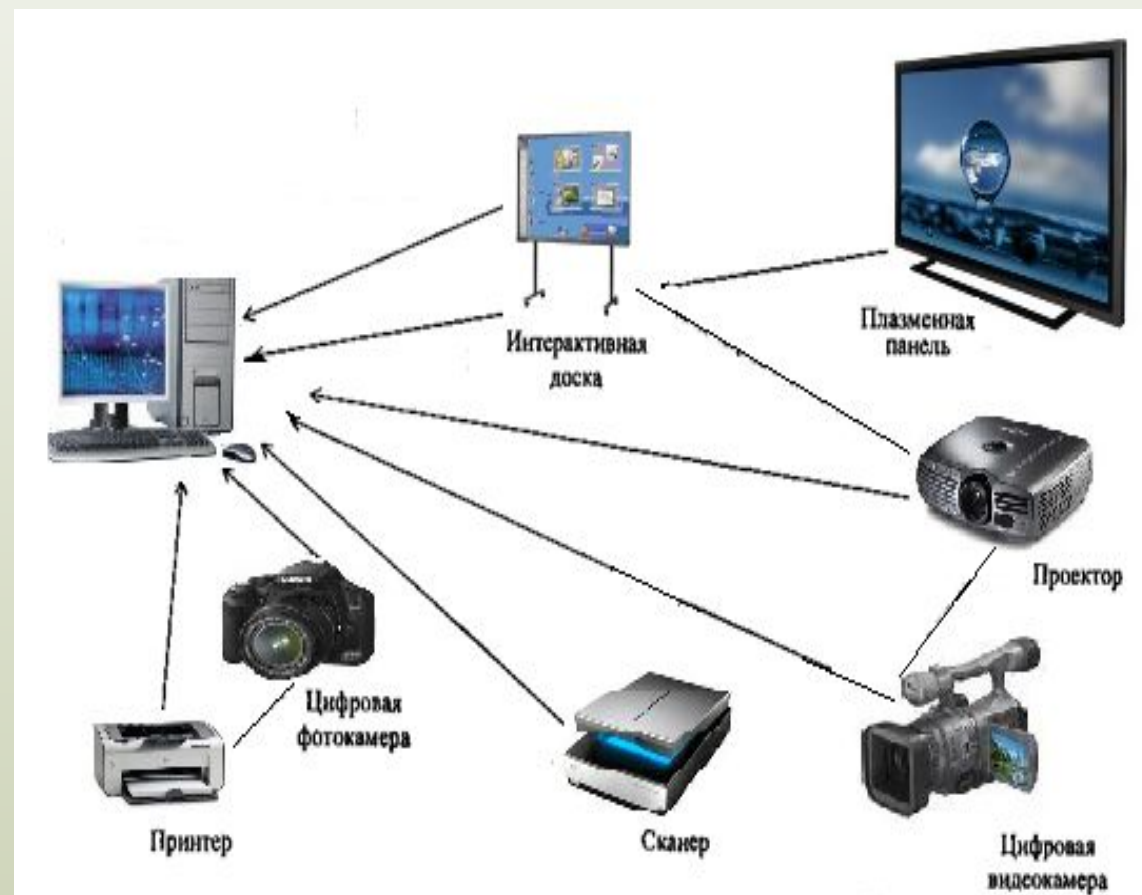 Плазменная
панель
Интерактивная
доска
Проектор
Цифровая
фотокамера
Принтер
Сканер
Цифровая
видеокамера